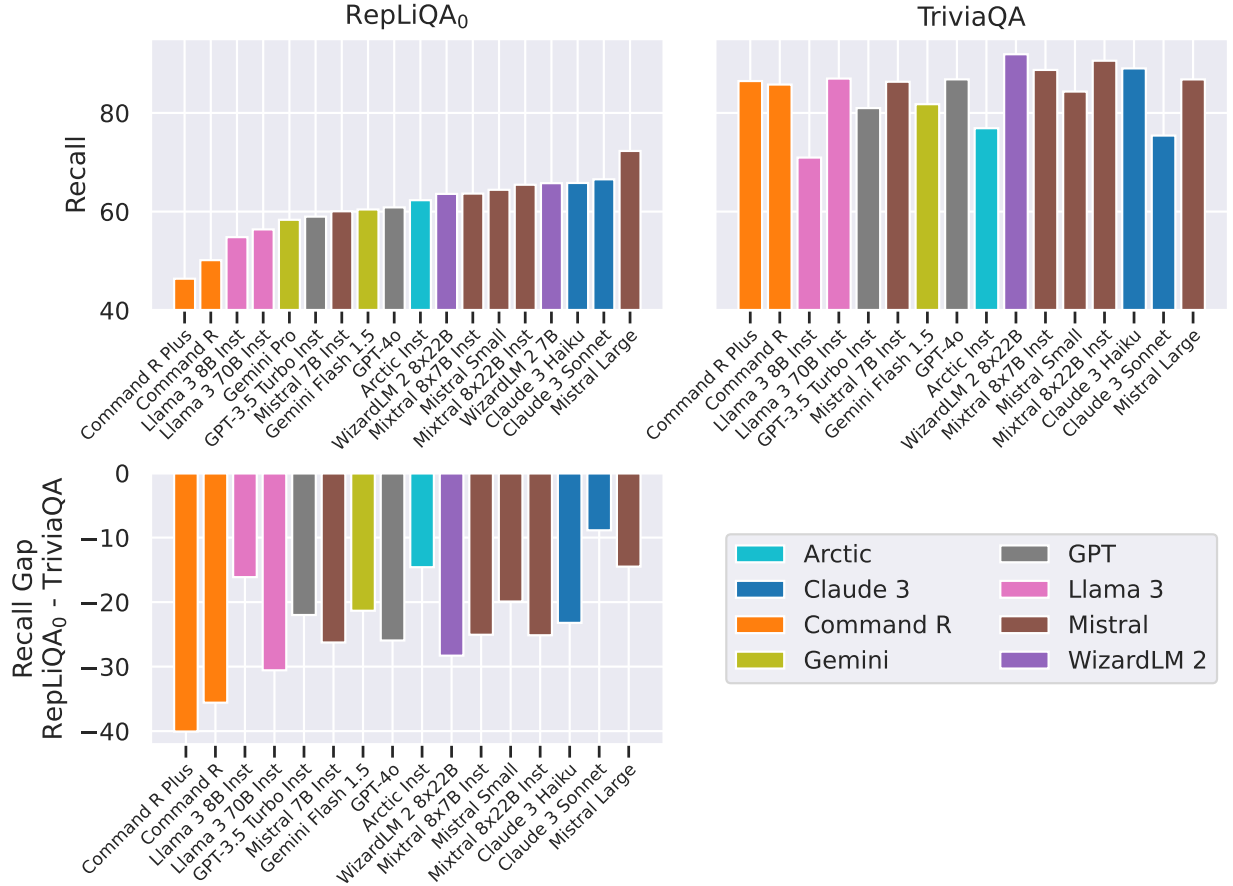 RepLiQA₀
TriviaQA
Recall
80
60
40
Command R Plus
Command R
Llama 3 8B Inst
Llama 3 70B Inst
Gemini Pro
GPT-3.5 Turbo Inst
Mistral 7B Inst
Gemini Flash 1.5
GPT-4o
Arctic Inst
WizardLM 2 8x22B
Mixtral 8x7B Inst
Mistral Small
Mixtral 8x22B Inst
WizardLM 2 7B
Claude 3 Haiku
Claude 3 Sonnet
Mistral Large
Command R Plus
Command R
Llama 3 8B Inst
Llama 3 70B Inst
GPT-3.5 Turbo Inst
Mistral 7B Inst
Gemini Flash 1.5
GPT-4o
Arctic Inst
WizardLM 2 8x22B
Mixtral 8x7B Inst
Mistral Small
Mixtral 8x22B Inst
Claude 3 Haiku
Claude 3 Sonnet
Mistral Large
Recall Gap
RepLiQA₀ - TriviaQA
0
−10
−20
−30
−40
Command R Plus
Command R
Llama 3 8B Inst
Llama 3 70B Inst
GPT-3.5 Turbo Inst
Mistral 7B Inst
Gemini Flash 1.5
GPT-4o
Arctic Inst
WizardLM 2 8x22B
Mixtral 8x7B Inst
Mistral Small
Mixtral 8x22B Inst
Claude 3 Haiku
Claude 3 Sonnet
Mistral Large
Arctic
Claude 3
Command R
Gemini
GPT
Llama 3
Mistral
WizardLM 2